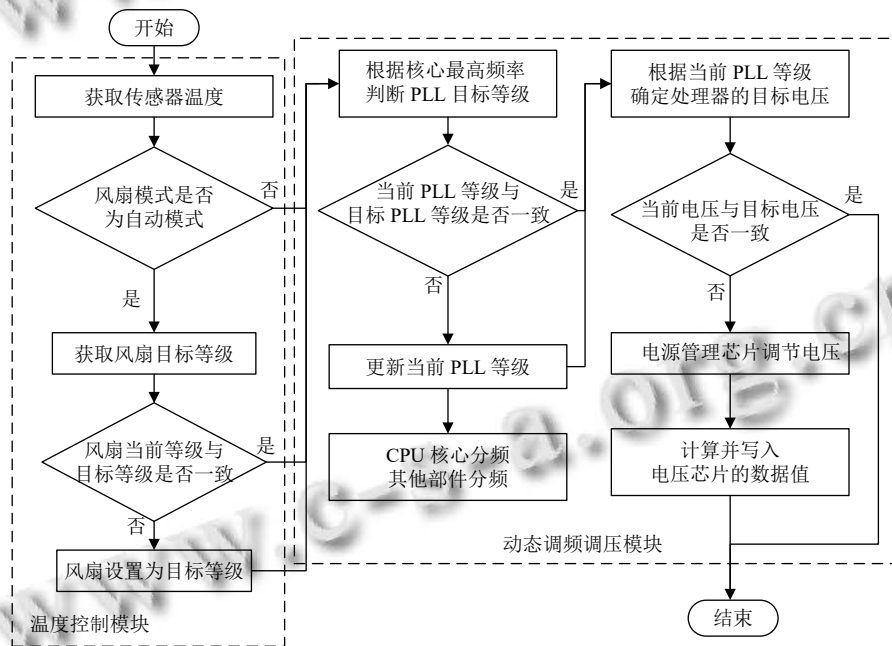 开始
获取传感器温度
风扇模式是否
为自动模式
否
是
获取风扇目标等级
风扇当前等级与
目标等级是否一致
是
否
风扇设置为目标等级
温度控制模块
根据核心最高频率
判断 PLL 目标等级
当前 PLL 等级与
目标 PLL 等级是否一致
是
否
更新当前 PLL 等级
CPU 核心分频
其他部件分频
根据当前 PLL 等级
确定处理器的目标电压
当前电压与目标电压
是否一致
是
否
电源管理芯片调节电压
计算并写入
电压芯片的数据值
动态调频调压模块
结束
www.c-s-a.org.cn